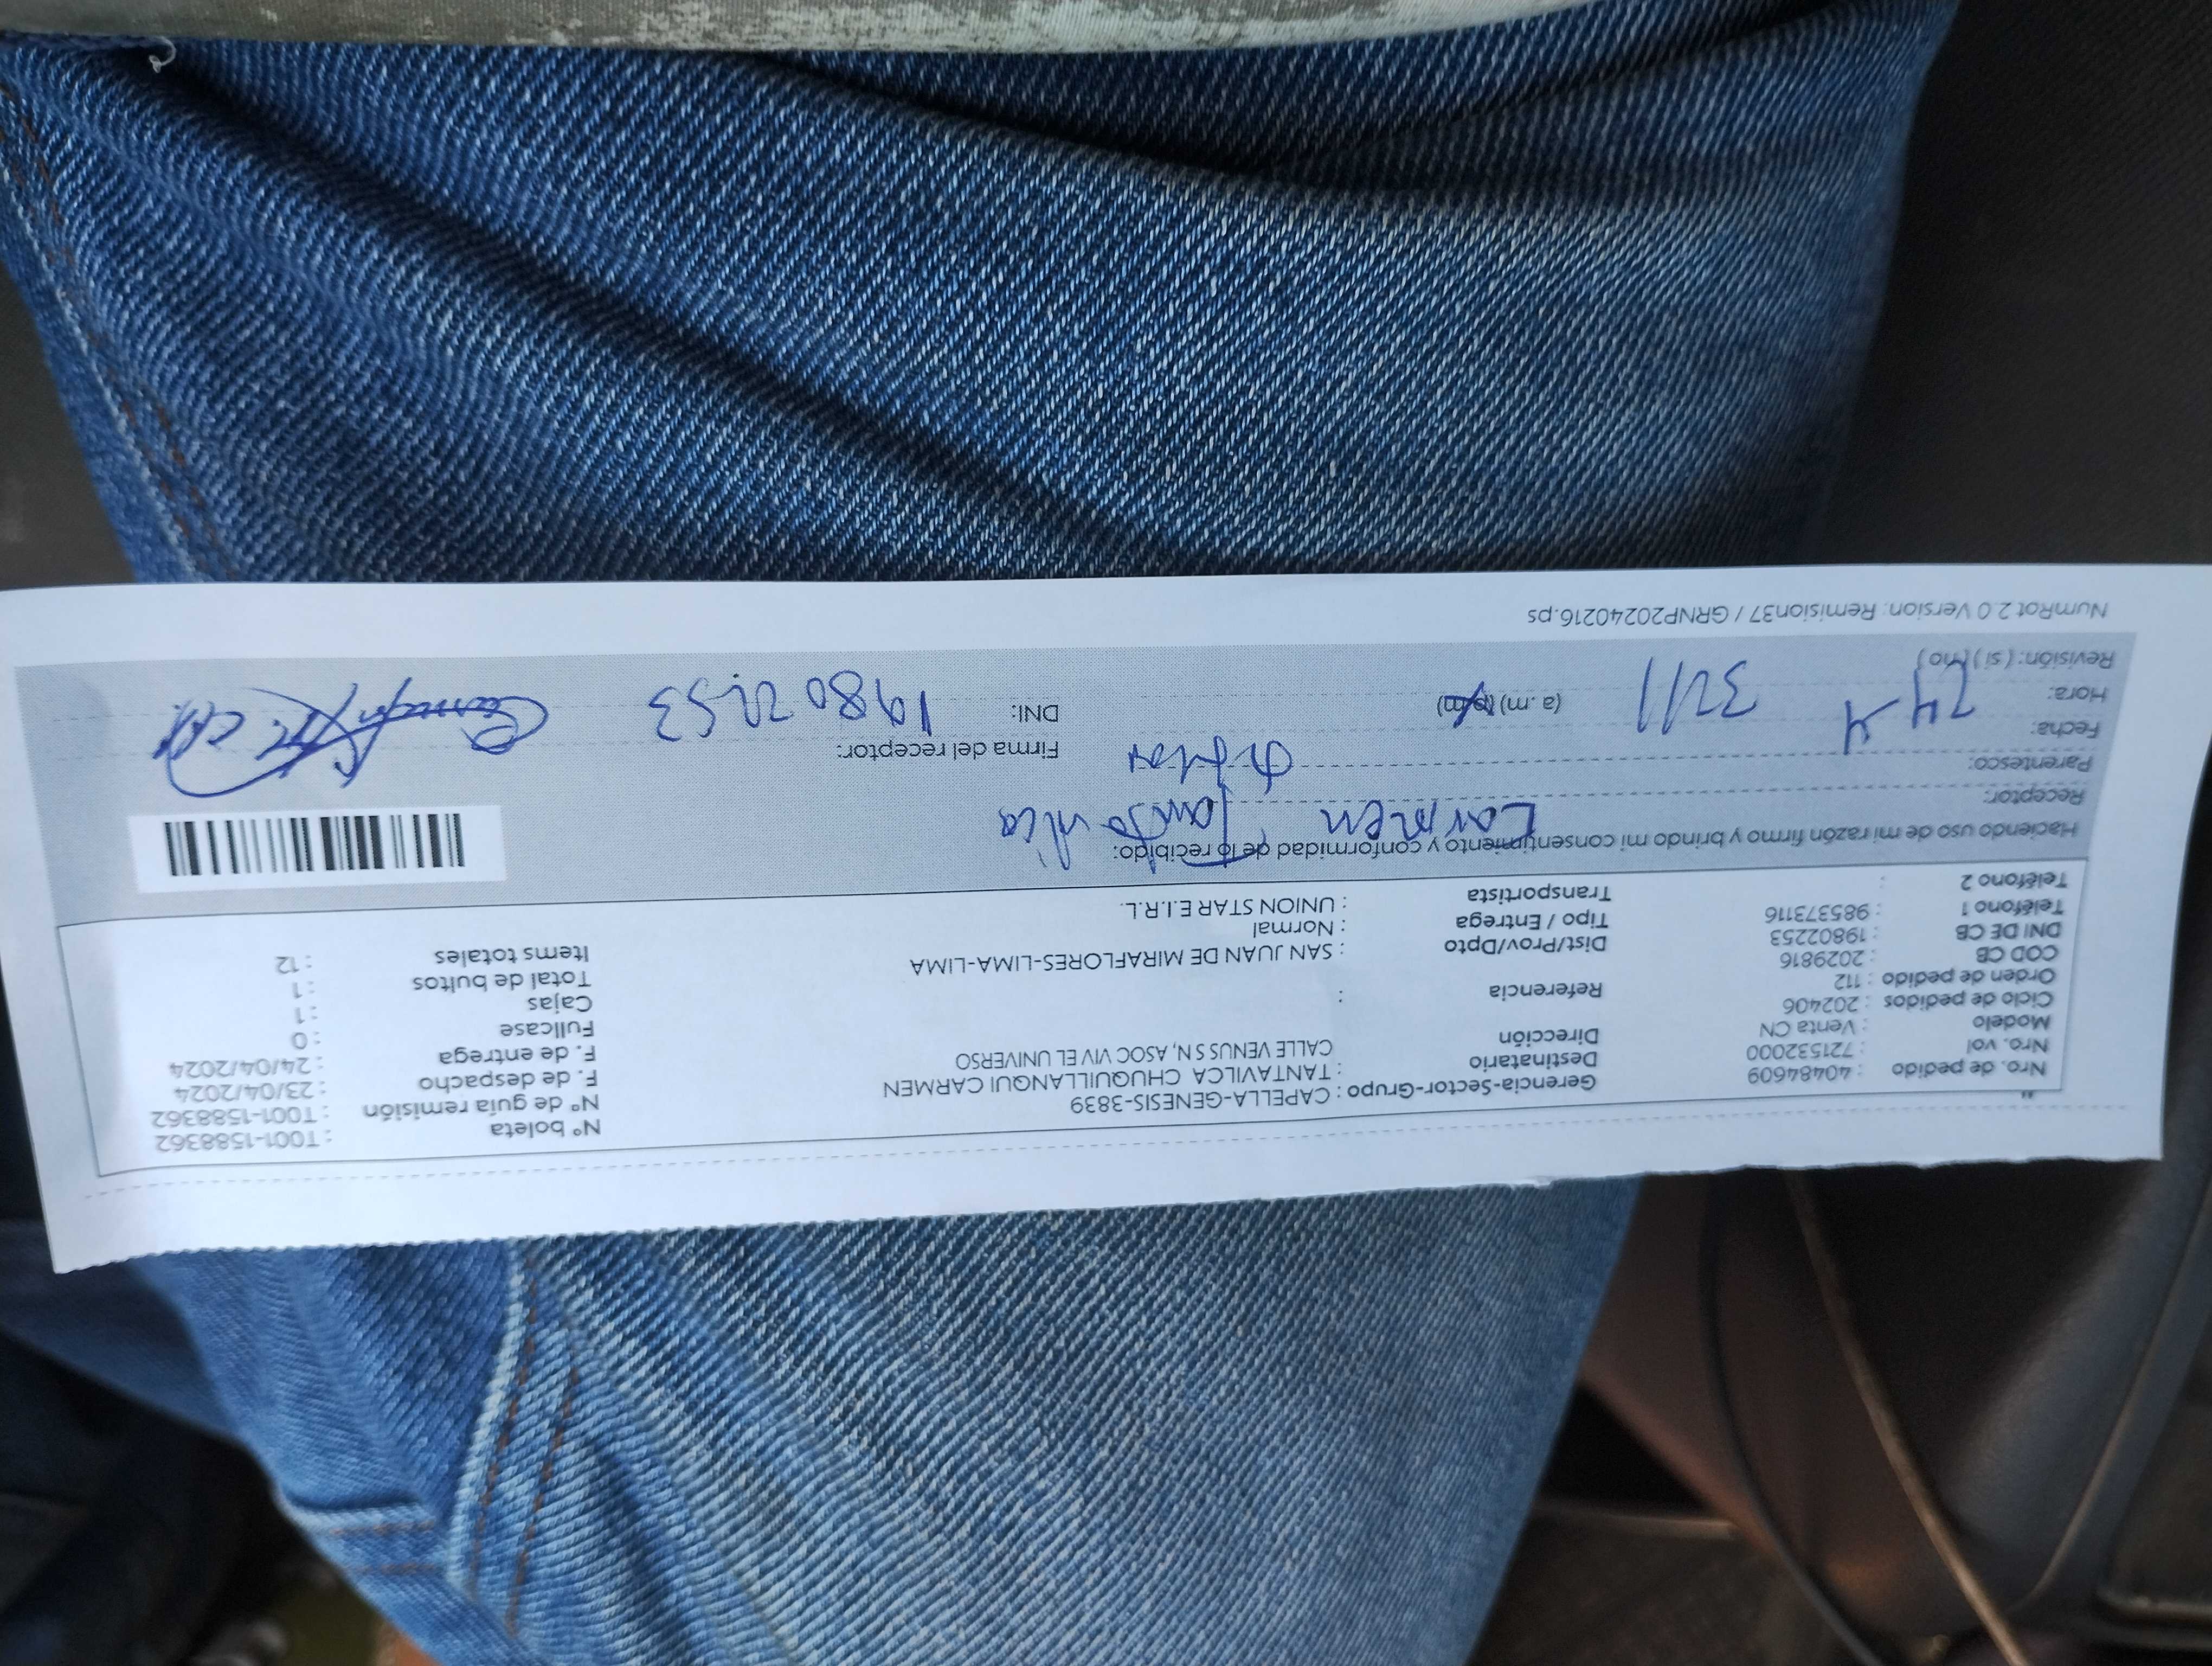 Nº boleta : T001-1588362
Nº de guía remisión : T001-1588362
F. de despacho : 23/04/2024
F. de entrega : 24/04/2024
Fullcase : 0
Cajas : 1
Total de bultos : 1
Items totales : 12
Gerencia-Sector-Grupo : CAPELLA-GENESIS-3839
Destinatario : TANTAVILCA CHUQUILLANQUI CARMEN
Dirección CALLE VENUS S N, ASOC VIV EL UNIVERSO
Referencia :
Dist/Prov/Dpto : SAN JUAN DE MIRAFLORES-LIMA-LIMA
Tipo / Entrega : Normal
Transportista : UNION STAR E.I.R.L.
Nro. de pedido : 40484609
Nro. vol : 721532000
Modelo : Venta CN
Ciclo de pedidos : 202406
Orden de pedido : 112
COD CB : 2029816
DNI DE CB : 19802253
Teléfono 1 : 985373116
Teléfono 2 :
Haciendo uso de mi razón firmo y brindo mi consentimiento y conformidad de lo recibido:
Receptor: Carmen Tantavilca
Parentesco:
Fecha: 24 4
Hora: (a. m) (p. m)
Revisión: (si) (no)
Firma del receptor:
DNI: 19802253
NumRot 2.0 Version: Remision37 / GRNP20240216.ps